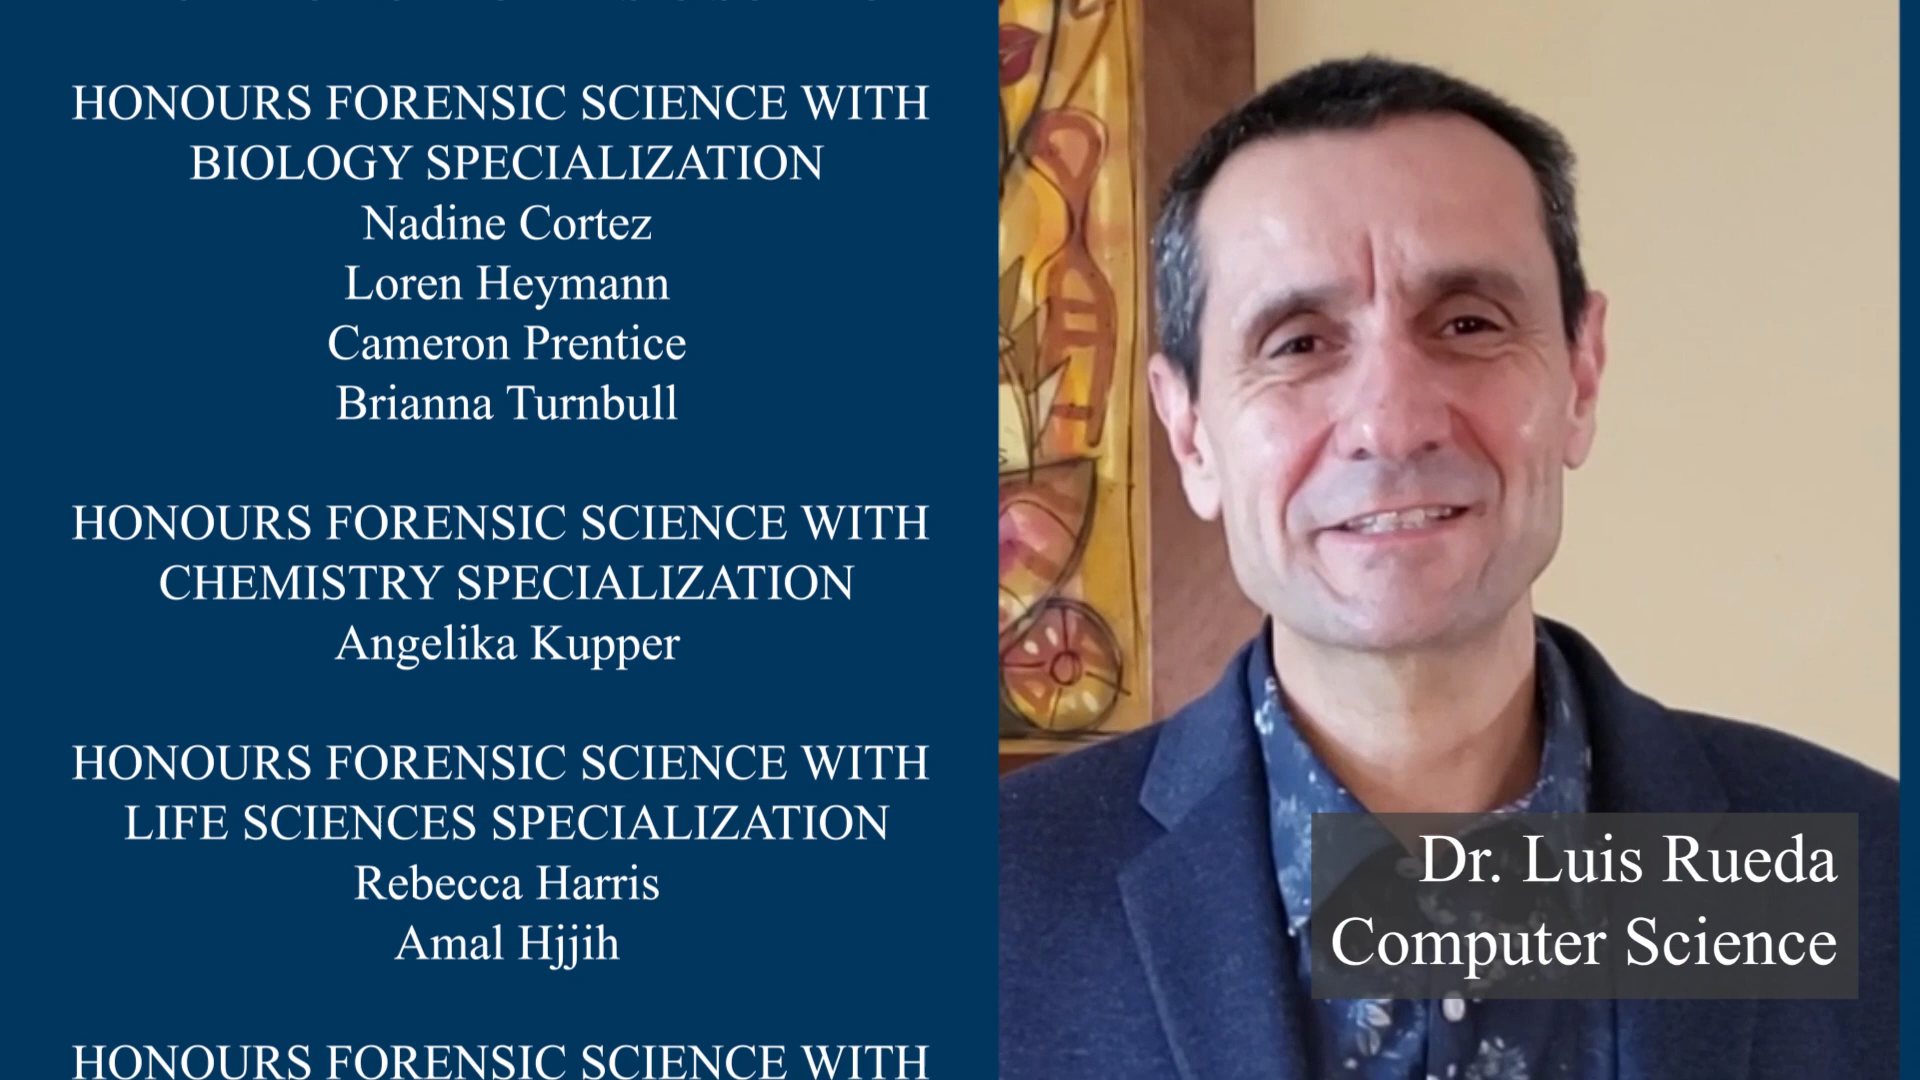 HONOURS FORENSIC SCIENCE WITH
BIOLOGY SPECIALIZATION
Nadine Cortez
Loren Heymann
Cameron Prentice
Brianna Turnbull
HONOURS FORENSIC SCIENCE WITH
CHEMISTRY SPECIALIZATION
Angelika Kupper
HONOURS FORENSIC SCIENCE WITH
LIFE SCIENCES SPECIALIZATION
Rebecca Harris
Amal Hjjih
HONOURS FORENSIC SCIENCE WITH
Dr. Luis Rueda
Computer Science